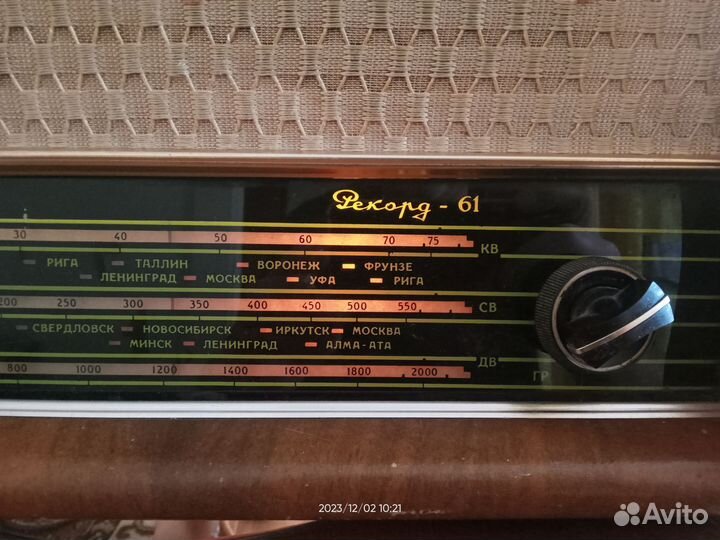 Рекорд - 61
30 40 50 60 70 75 КВ
РИГА ТАЛЛИН ВОРОНЕЖ ФРУНЗЕ
ЛЕНИНГРАД МОСКВА УФА РИГА
200 250 300 350 400 450 500 550 СВ
СВЕРДЛОВСК НОВОСИБИРСК ИРКУТСК МОСКВА
МИНСК ЛЕНИНГРАД АЛМА-АТА
ДВ
800 1000 1200 1400 1600 1800 2000 ГР
2023/12/02 10:21
Avito